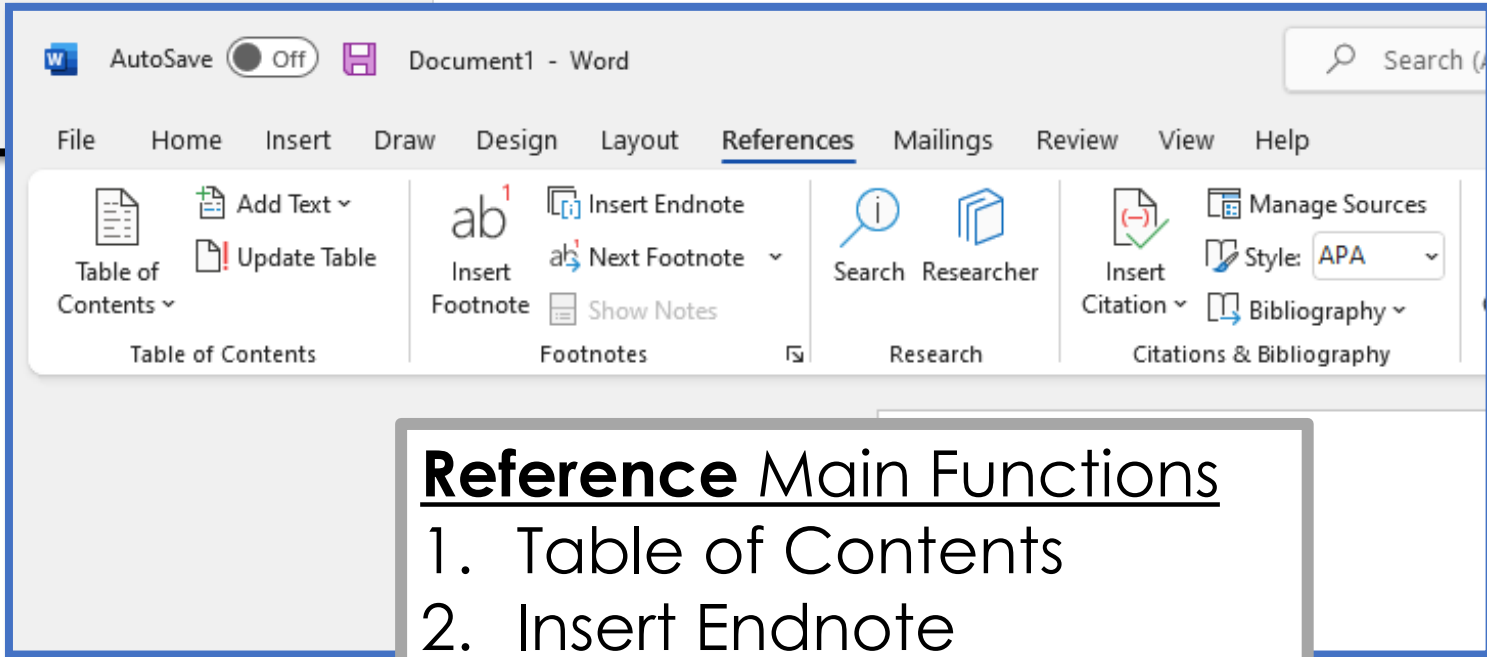 W AutoSave Off Document1 - Word Search (A
File Home Insert Draw Design Layout References Mailings Review View Help
Table of Contents
Add Text
Update Table
Table of Contents
ab1 Insert Footnote
Insert Endnote
ab1 Next Footnote
Show Notes
Footnotes
Search Researcher
Research
Insert Citation
Manage Sources
Style: APA
Bibliography
Citations & Bibliography
Reference Main Functions
1. Table of Contents
2. Insert Endnote